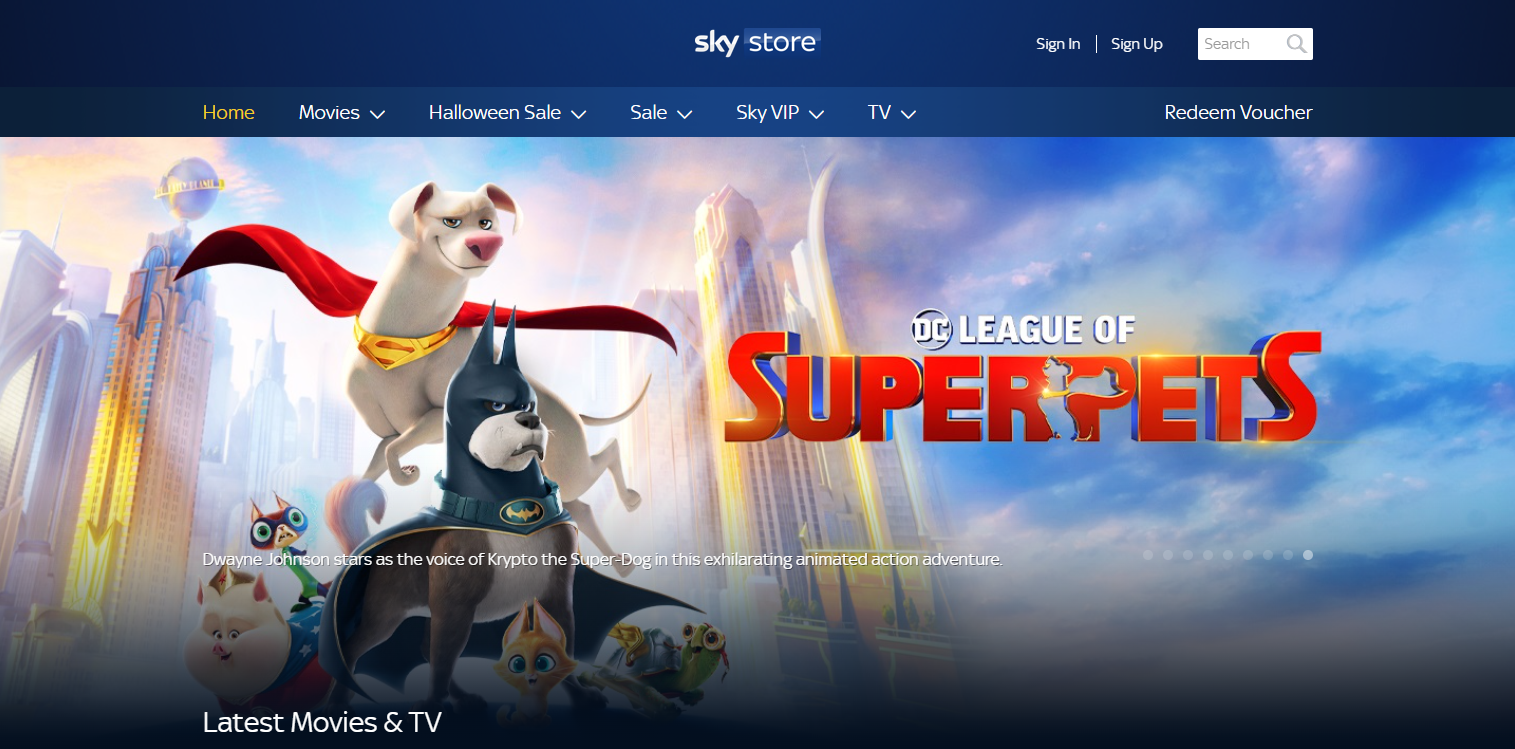 sky store
Sign In | Sign Up
Search
Home Movies Halloween Sale Sale Sky VIP TV Redeem Voucher
DC LEAGUE OF
SUPER-PETS
Dwayne Johnson stars as the voice of Krypto the Super-Dog in this exhilarating animated action adventure.
Latest Movies & TV